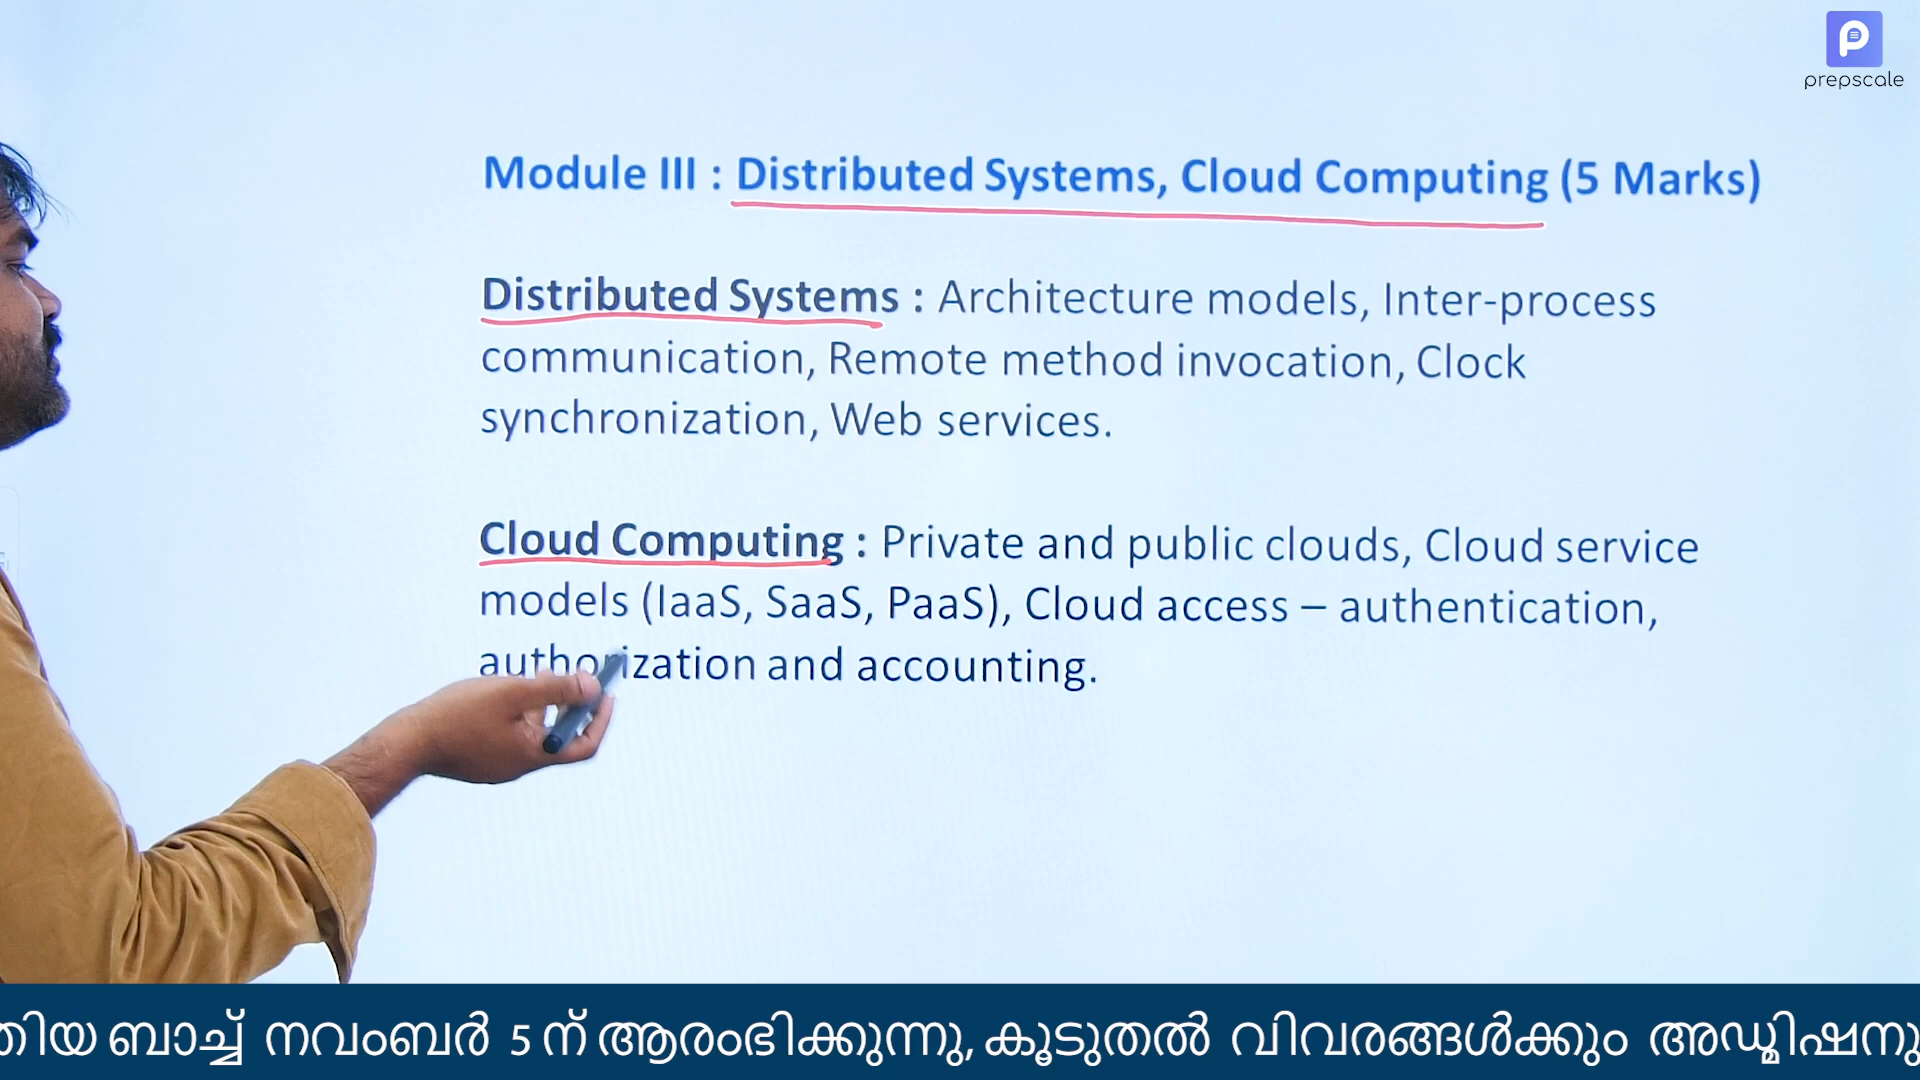 prepscale
Module III : Distributed Systems, Cloud Computing (5 Marks)
Distributed Systems : Architecture models, Inter-process
communication, Remote method invocation, Clock
synchronization, Web services.
Cloud Computing : Private and public clouds, Cloud service
models (IaaS, SaaS, PaaS), Cloud access – authentication,
authorization and accounting.
ബാച്ച് നവംബർ 5 ന് ആരംഭിക്കുന്നു, കൂടുതൽ വിവരങ്ങൾക്കും